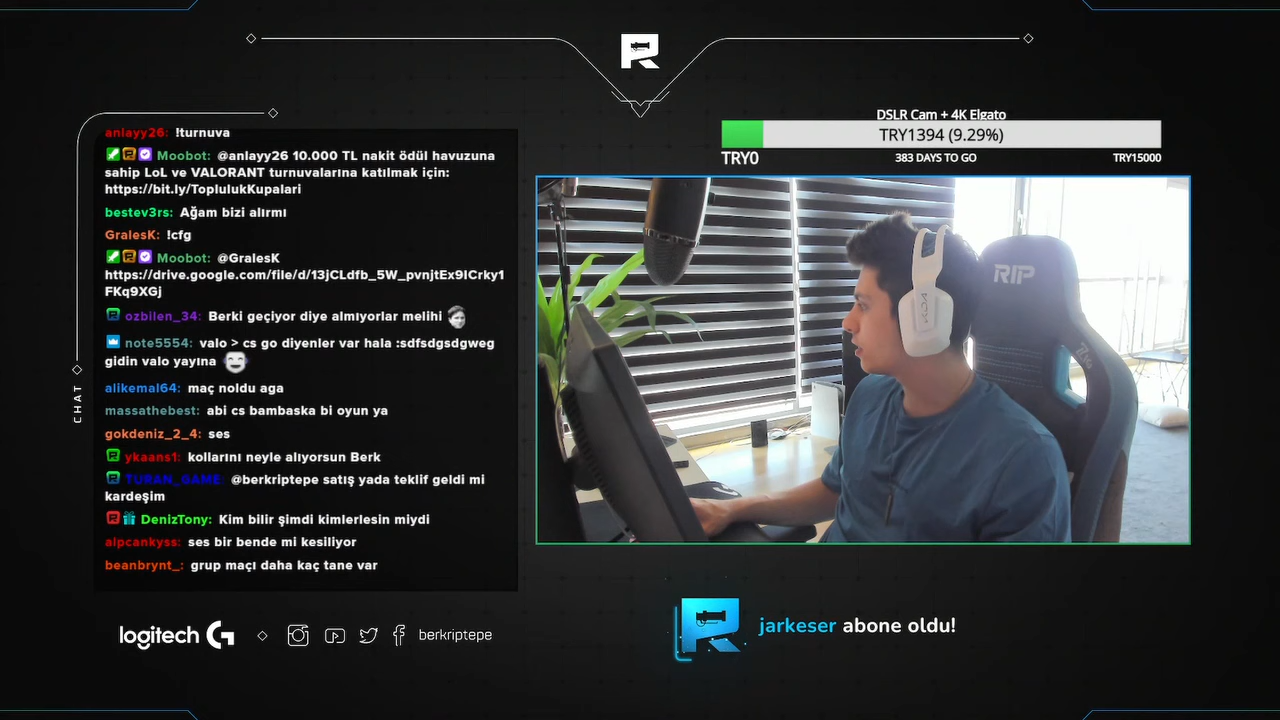 R
anlayy26: !turnuva
Moobot: @anlayy26 10.000 TL nakit ödül havuzuna
sahip LoL ve VALORANT turnuvalarına katılmak için:
https://bit.ly/ToplulukKupalari
bestev3rs: Ağam bizi alırmı
GralesK: !cfg
Moobot: @GralesK
https://drive.google.com/file/d/13jCLdfb_5W_pvnjtEx9ICrky1
FKq9XGj
ozbilen_34: Berki geçiyor diye almıyorlar melihi
note5554: valo > cs go diyenler var hala :sdfsdgsdgweg
gidin valo yayına
alikemal64: maç noldu aga
massathebest: abi cs bambaska bi oyun ya
gokdeniz_2_4: ses
ykaans1: kollarını neyle alıyorsun Berk
TURAN_GAME: @berkriptepe satış yada teklif geldi mi
kardeşim
DenizTony: Kim bilir şimdi kimlerlesin miydi
alpcankyss: ses bir bende mi kesiliyor
beanbrynt_: grup maçı daha kaç tane var
CHAT
DSLR Cam + 4K Elgato
TRY1394 (9.29%)
TRY0 383 DAYS TO GO TRY15000
RIP
logitech G berkriptepe
R
jarkeser abone oldu!